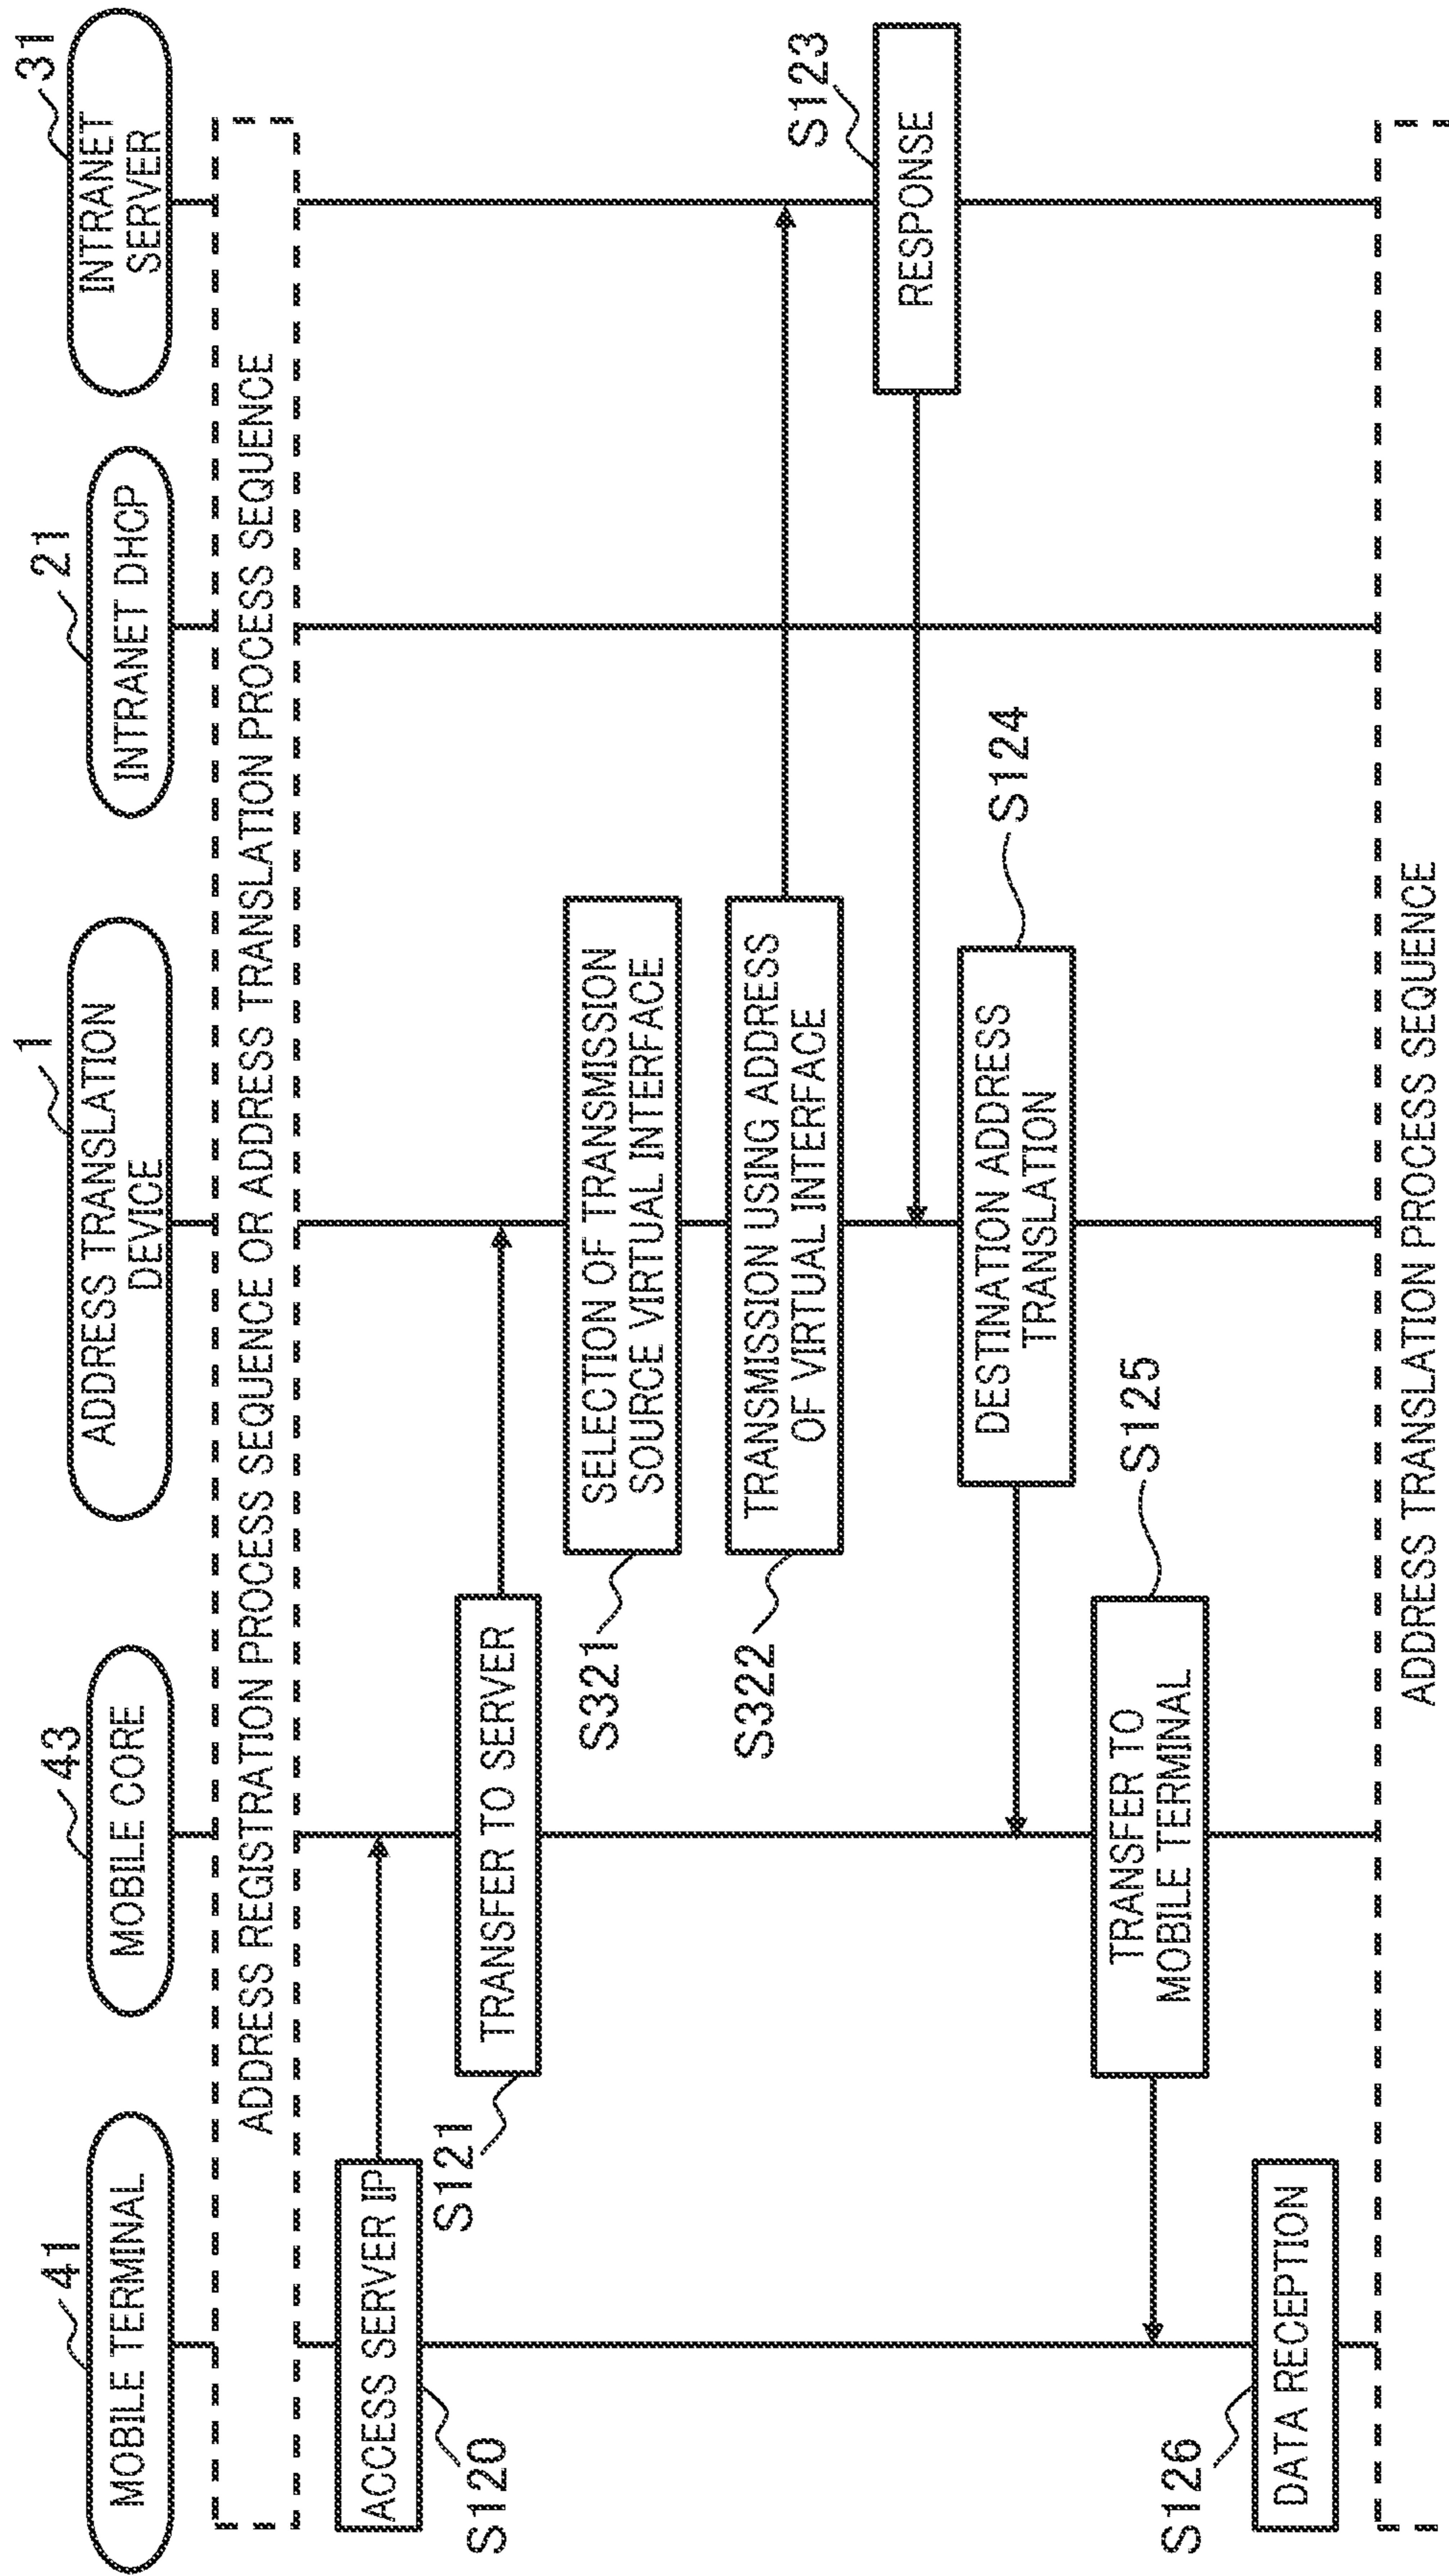 41
MOBILE TERMINAL
43
MOBILE CORE
1
ADDRESS TRANSLATION
DEVICE
21
INTRANET DHCP
31
INTRANET
SERVER
ADDRESS REGISTRATION PROCESS SEQUENCE OR ADDRESS TRANSLATION PROCESS SEQUENCE
ACCESS SERVER IP
S120
S121
TRANSFER TO SERVER
S321
SELECTION OF TRANSMISSION
SOURCE VIRTUAL INTERFACE
S322
TRANSMISSION USING ADDRESS
OF VIRTUAL INTERFACE
S123
RESPONSE
DESTINATION ADDRESS
TRANSLATION
S124
TRANSFER TO
MOBILE TERMINAL
S125
S126
DATA RECEPTION
ADDRESS TRANSLATION PROCESS SEQUENCE